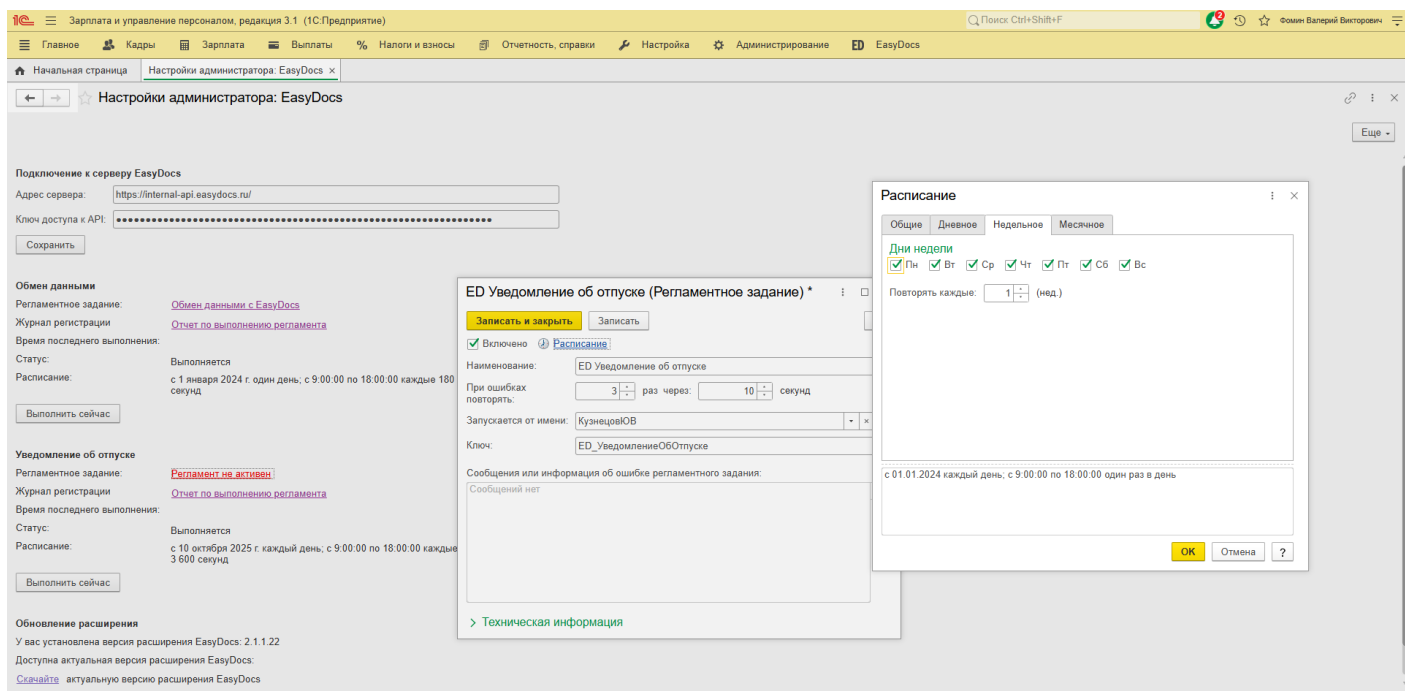 1С Зарплата и управление персоналом, редакция 3.1 (1С:Предприятие) Поиск Ctrl+Shift+F 2 Фомин Валерий Викторович
Главное Кадры Зарплата Выплаты % Налоги и взносы Отчетность, справки Настройка Администрирование ED EasyDocs
Начальная страница Настройки администратора: EasyDocs ×
Настройки администратора: EasyDocs
Еще
Подключение к серверу EasyDocs
Адрес сервера: https://internal-api.easydocs.ru/
Ключ доступа к API:
Сохранить
Обмен данными
Регламентное задание: Обмен данными с EasyDocs
Журнал регистрации Отчет по выполнению регламента
Время последнего выполнения:
Статус: Выполняется
Расписание: с 1 января 2024 г. один день; с 9:00:00 по 18:00:00 каждые 180
секунд
Выполнить сейчас
Уведомление об отпуске
Регламентное задание: Регламент не активен
Журнал регистрации Отчет по выполнению регламента
Время последнего выполнения:
Статус: Выполняется
Расписание: с 10 октября 2025 г. каждый день; с 9:00:00 по 18:00:00 каждые
3 600 секунд
Выполнить сейчас
Обновление расширения
У вас установлена версия расширения EasyDocs: 2.1.1.22
Доступна актуальная версия расширения EasyDocs:
Скачайте актуальную версию расширения EasyDocs
ED Уведомление об отпуске (Регламентное задание) *
Записать и закрыть Записать
Включено Расписание
Наименование: ED Уведомление об отпуске
При ошибках
повторять: 3 раз через: 10 секунд
Запускается от имени: КузнецовЮВ
Ключ: ED_УведомлениеОбОтпуске
Сообщения или информация об ошибке регламентного задания:
Сообщений нет
Техническая информация
Расписание
Общие Дневное Недельное Месячное
Дни недели
Пн Вт Ср Чт Пт Сб Вс
Повторять каждые: 1 (нед.)
с 01.01.2024 каждый день; с 9:00:00 по 18:00:00 один раз в день
ОК Отмена ?